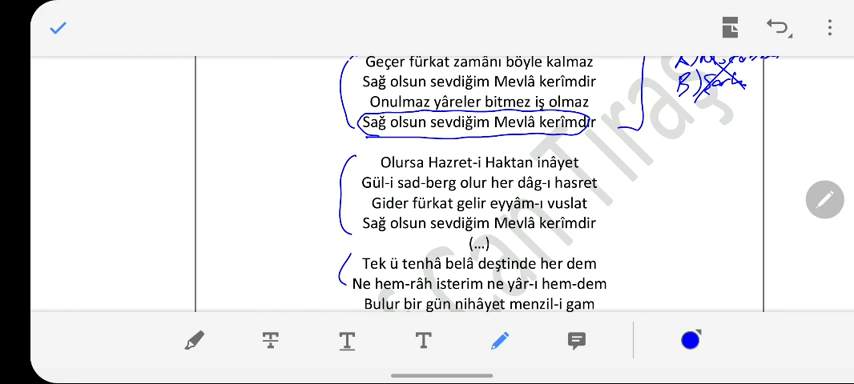 Geçer fürkat zamânı böyle kalmaz
Sağ olsun sevdiğim Mevlâ kerîmdir
Onulmaz yâreler bitmez iş olmaz
Sağ olsun sevdiğim Mevlâ kerîmdir
A)
B) Şarkı
Olursa Hazret-i Haktan inâyet
Gül-i sad-berg olur her dâg-ı hasret
Gider fürkat gelir eyyâm-ı vuslat
Sağ olsun sevdiğim Mevlâ kerîmdir
(...)
Tek ü tenhâ belâ deştinde her dem
Ne hem-râh isterim ne yâr-ı hem-dem
Bulur bir gün nihâyet menzil-i gam
Can Tıraş
T
T
T